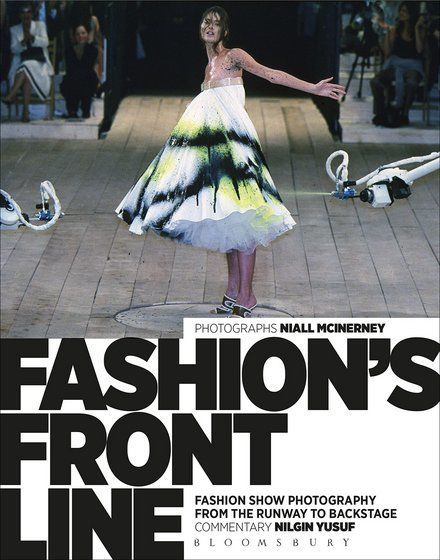 PHOTOGRAPHS NIALL MCINERNEY
FASHION'S
FRONT
LINE
FASHION SHOW PHOTOGRAPHY
FROM THE RUNWAY TO BACKSTAGE
COMMENTARY NILGIN YUSUF
BLOOMSBURY